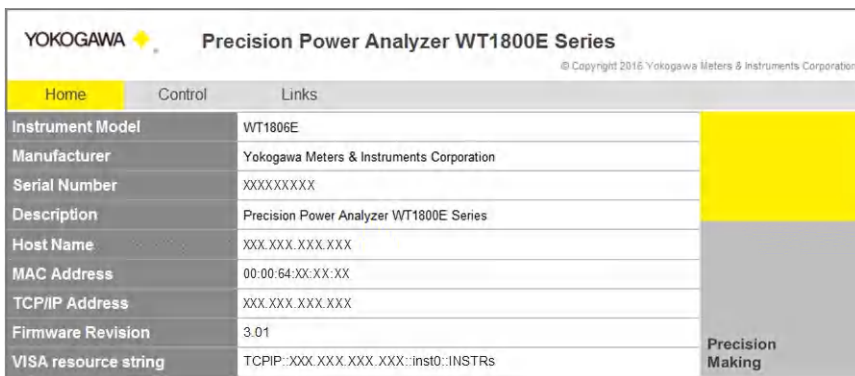 YOKOGAWA Precision Power Analyzer WT1800E Series
© Copyright 2016 Yokogawa Meters & Instruments Corporation
Home Control Links
Instrument Model WT1806E
Manufacturer Yokogawa Meters & Instruments Corporation
Serial Number XXXXXXXXX
Description Precision Power Analyzer WT1800E Series
Host Name XXX.XXX.XXX.XXX
MAC Address 00:00:64:XX:XX:XX
TCP/IP Address XXX.XXX.XXX.XXX
Firmware Revision 3.01
VISA resource string TCPIP::XXX.XXX.XXX.XXX::inst0::INSTRs
Precision
Making